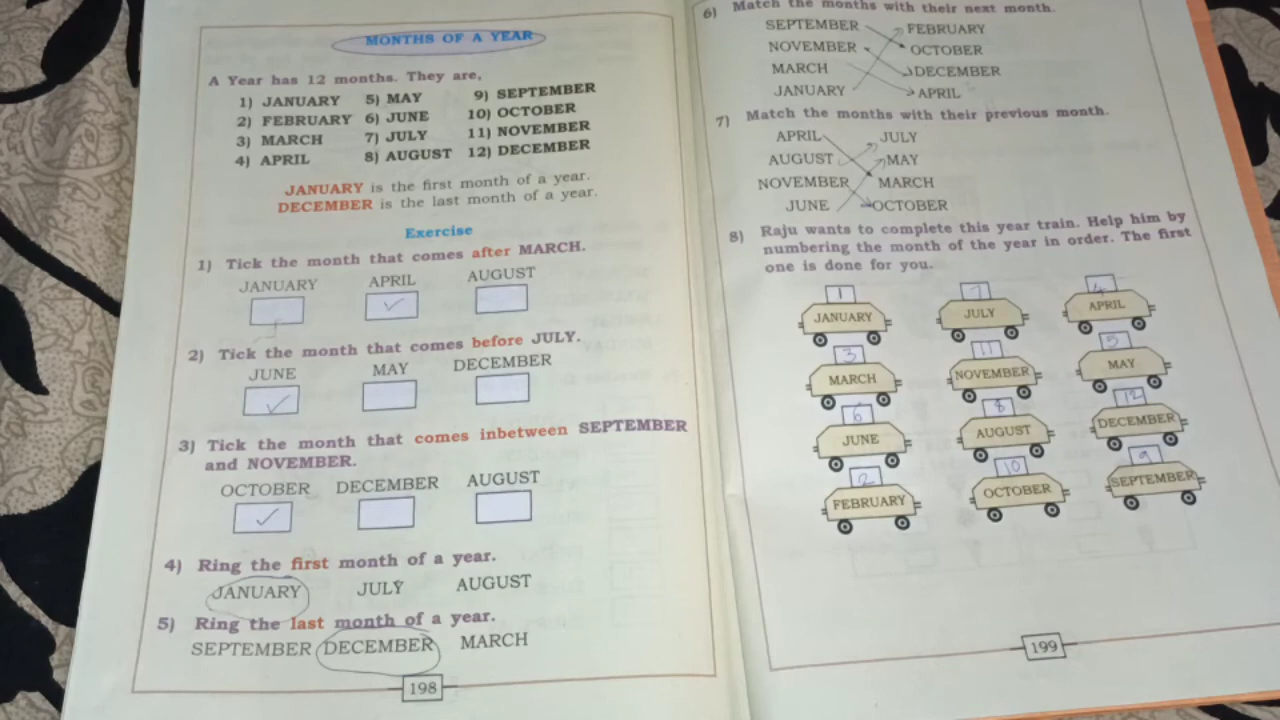 MONTHS OF A YEAR
A Year has 12 months. They are,
1) JANUARY 5) MAY 9) SEPTEMBER
2) FEBRUARY 6) JUNE 10) OCTOBER
3) MARCH 7) JULY 11) NOVEMBER
4) APRIL 8) AUGUST 12) DECEMBER
JANUARY is the first month of a year.
DECEMBER is the last month of a year.
Exercise
1) Tick the month that comes after MARCH.
JANUARY APRIL AUGUST
2) Tick the month that comes before JULY.
JUNE MAY DECEMBER
3) Tick the month that comes inbetween SEPTEMBER
and NOVEMBER.
OCTOBER DECEMBER AUGUST
4) Ring the first month of a year.
JANUARY JULY AUGUST
5) Ring the last month of a year.
SEPTEMBER DECEMBER MARCH
198
6) Match the months with their next month.
SEPTEMBER FEBRUARY
NOVEMBER OCTOBER
MARCH DECEMBER
JANUARY APRIL
7) Match the months with their previous month.
APRIL JULY
AUGUST MAY
NOVEMBER MARCH
JUNE OCTOBER
8) Raju wants to complete this year train. Help him by
numbering the month of the year in order. The first
one is done for you.
1 7 4
JANUARY JULY APRIL
3 11 5
MARCH NOVEMBER MAY
6 8 12
JUNE AUGUST DECEMBER
2 10 9
FEBRUARY OCTOBER SEPTEMBER
199